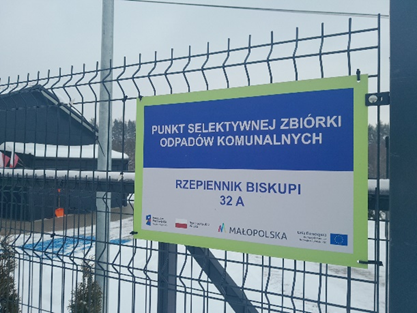 PUNKT SELEKTYWNEJ ZBIÓRKI
ODPADÓW KOMUNALNYCH
RZEPIENNIK BISKUPI
32 A
MAŁOPOLSKA